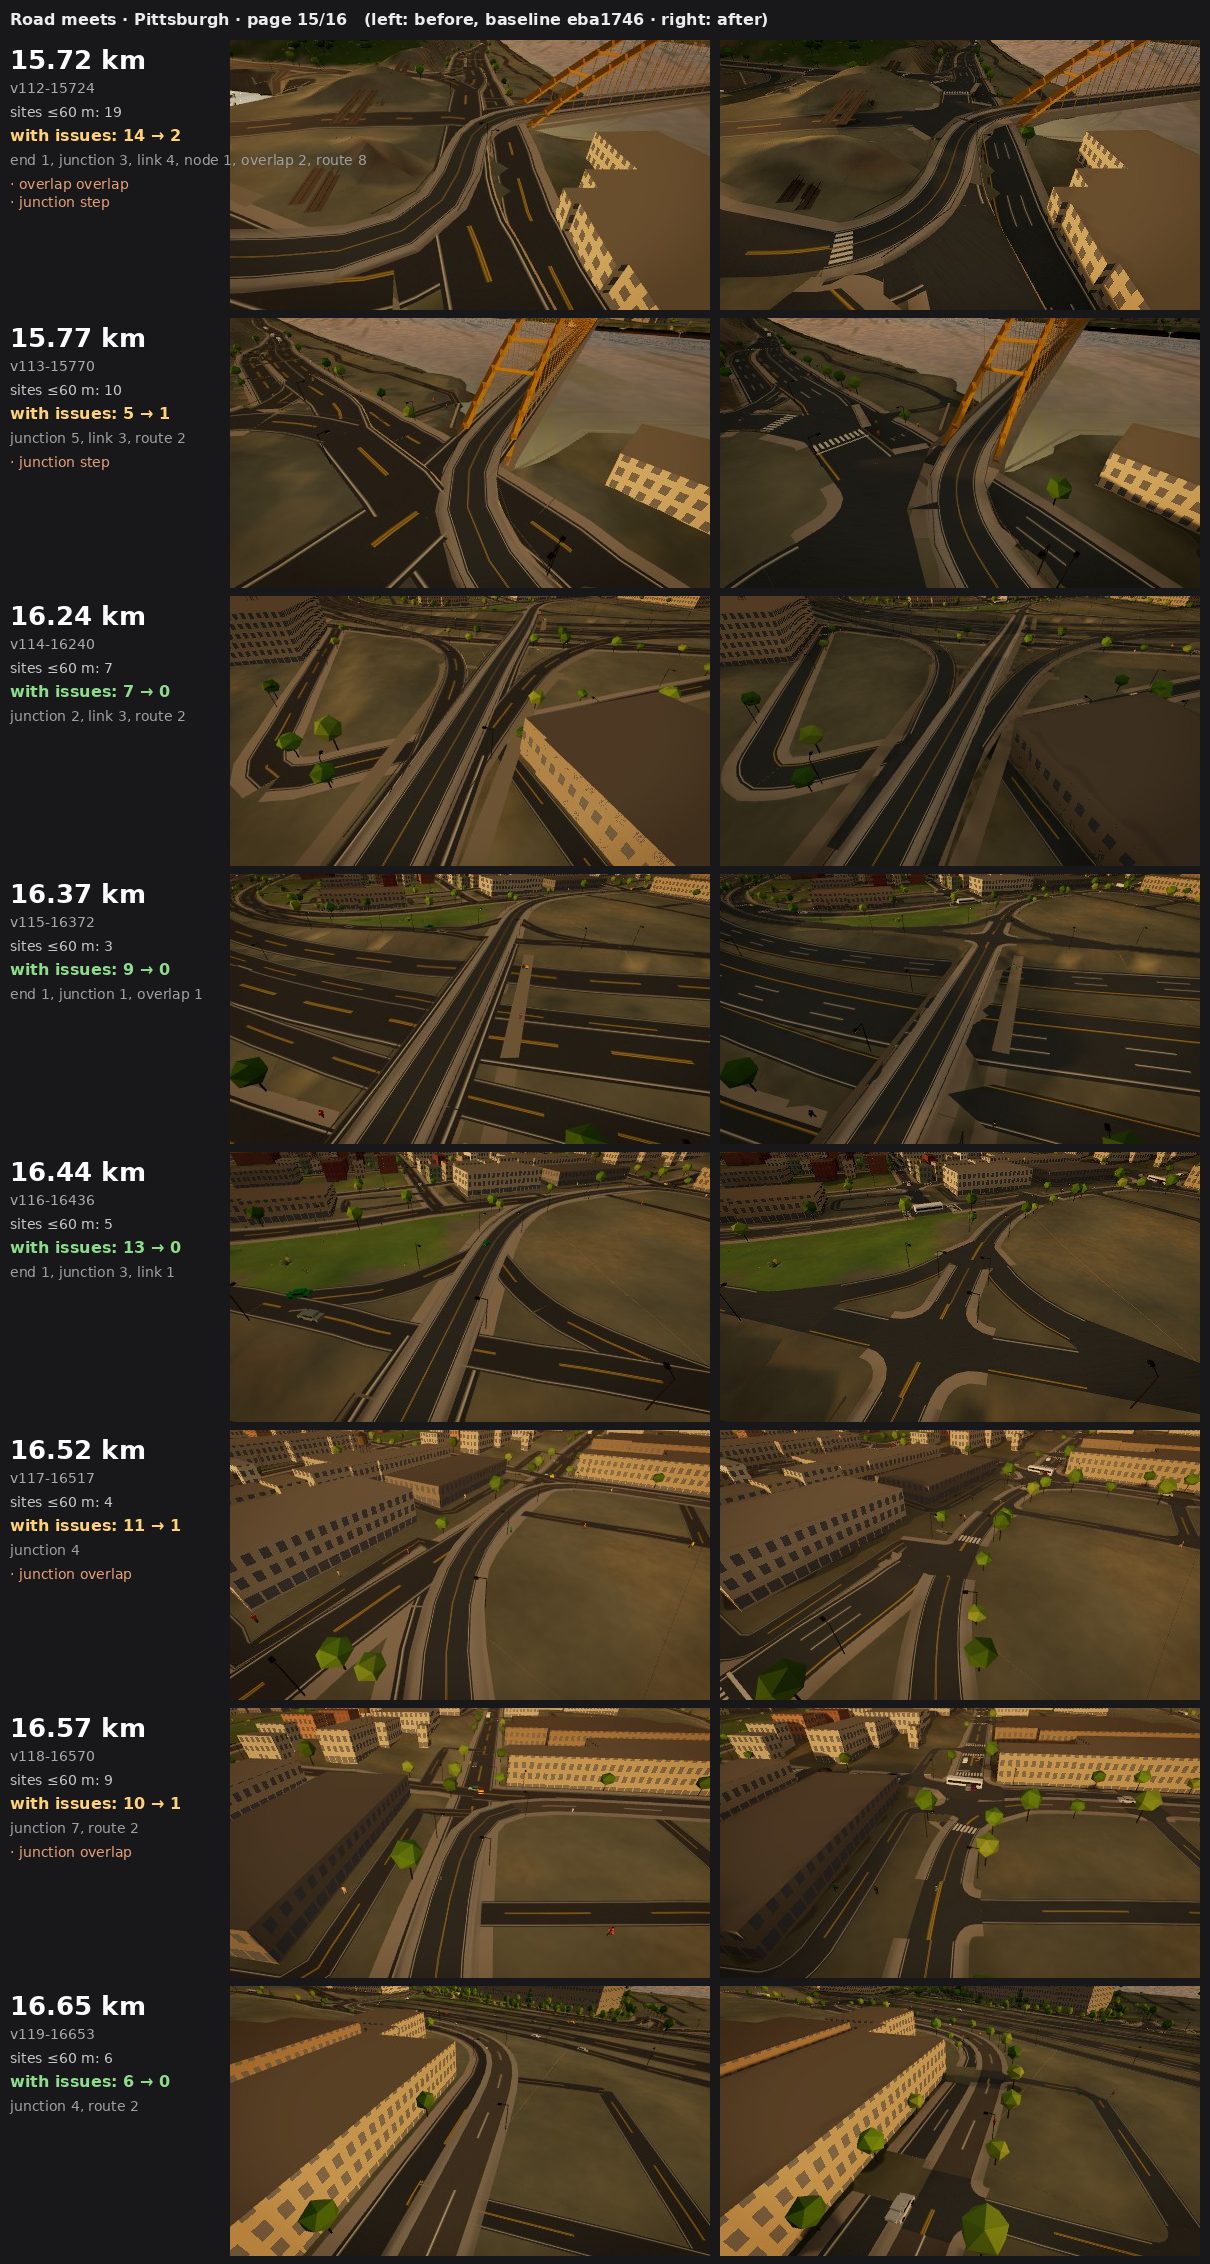 Road meets · Pittsburgh · page 15/16 (left: before, baseline eba1746 · right: after)
15.72 km
v112-15724
sites ≤60 m: 19
with issues: 14 → 2
end 1, junction 3, link 4, node 1, overlap 2, route 8
· overlap overlap
· junction step
15.77 km
v113-15770
sites ≤60 m: 10
with issues: 5 → 1
junction 5, link 3, route 2
· junction step
16.24 km
v114-16240
sites ≤60 m: 7
with issues: 7 → 0
junction 2, link 3, route 2
16.37 km
v115-16372
sites ≤60 m: 3
with issues: 9 → 0
end 1, junction 1, overlap 1
16.44 km
v116-16436
sites ≤60 m: 5
with issues: 13 → 0
end 1, junction 3, link 1
16.52 km
v117-16517
sites ≤60 m: 4
with issues: 11 → 1
junction 4
· junction overlap
16.57 km
v118-16570
sites ≤60 m: 9
with issues: 10 → 1
junction 7, route 2
· junction overlap
16.65 km
v119-16653
sites ≤60 m: 6
with issues: 6 → 0
junction 4, route 2